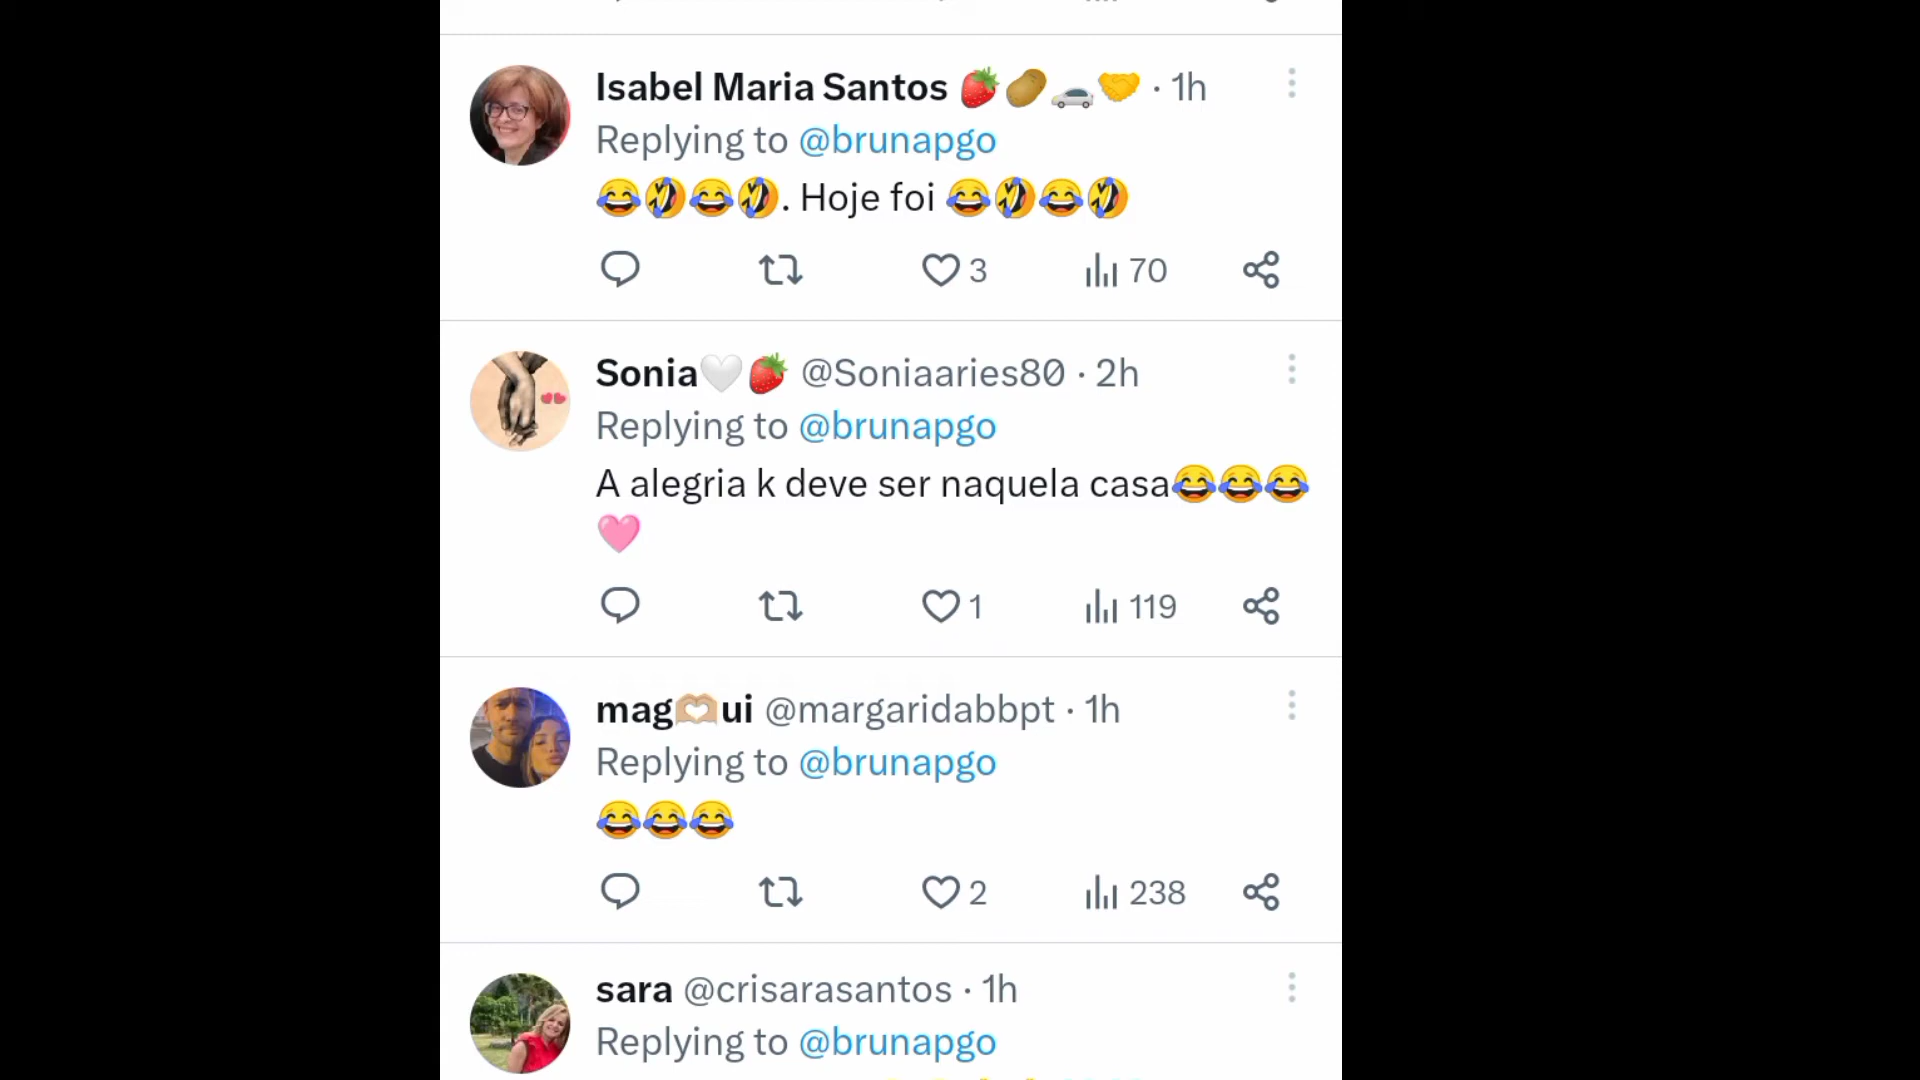 Isabel Maria Santos 🍓🥔🚗🤝 · 1h
Replying to @brunapgo
😂🤣😂🤣. Hoje foi 😂🤣😂🤣
3 70
Sonia🤍🍓 @Soniaaries80 · 2h
Replying to @brunapgo
A alegria k deve ser naquela casa😂😂😂
🩷
1 119
mag🫶🏼ui @margaridabbpt · 1h
Replying to @brunapgo
😂😂😂
2 238
sara @crisarasantos · 1h
Replying to @brunapgo